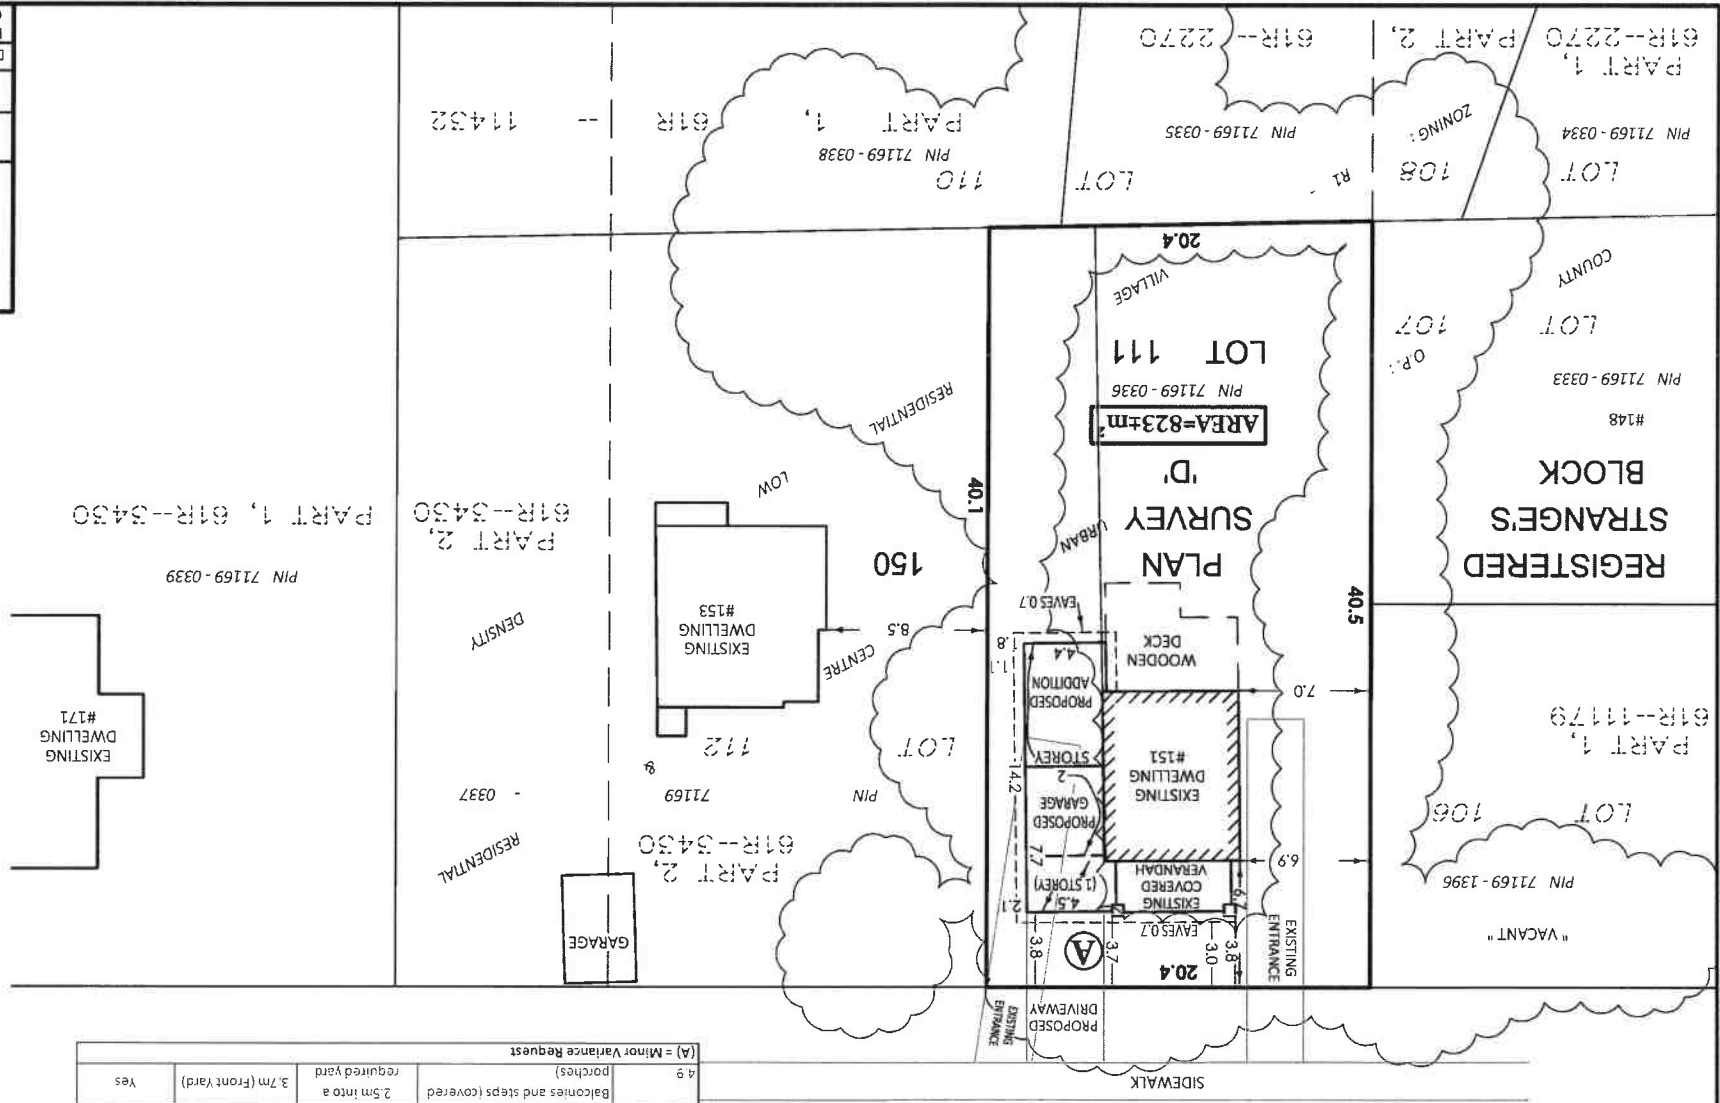 4.9
Balconies and steps (covered
porches)
2.5m into a
required yard
3.7m (Front Yard)
Yes
(A) = Minor Variance Request
SIDEWALK
PROPOSED
DRIVEWAY
EXISTING
ENTRANCE
EXISTING
ENTRANCE
20.4
A
3.8
3.0
3.7
3.8
EAVES 0.7
"VACANT"
PIN 71169-1396
LOT 106
PART 1,
61R--11179
6.9
EXISTING
COVERED
VERANDAH
4.5
(1 STOREY)
2.1
7.7
PROPOSED
GARAGE
2
STOREY
14.2
PROPOSED
ADDITION
4.4
1.1
.8
EAVES 0.7
EXISTING
DWELLING
#151
7.0
WOODEN
DECK
40.5
40.1
REGISTERED PLAN 150
STRANGE'S SURVEY
BLOCK 'D'
AREA=823±m²
PIN 71169-0336
LOT 111
20.4
#148
PIN 71169-0333
LOT 107
O.P.:
COUNTY
VILLAGE
URBAN
CENTRE
LOW
DENSITY
RESIDENTIAL
RESIDENTIAL
GARAGE
61R--3430
PART 2,
PIN 71169 - 0337
LOT 112
&
8.5
EXISTING
DWELLING
#153
PART 2,
61R--3430
EXISTING
DWELLING
#171
PIN 71169-0339
PART 1, 61R--3430
LOT 108
PIN 71169-0334
PART 1,
61R--2270
ZONING:
R1
PART 2,
61R--2270
PIN 71169-0335
LOT 110
PIN 71169-0338
PART 1, 61R -- 11432